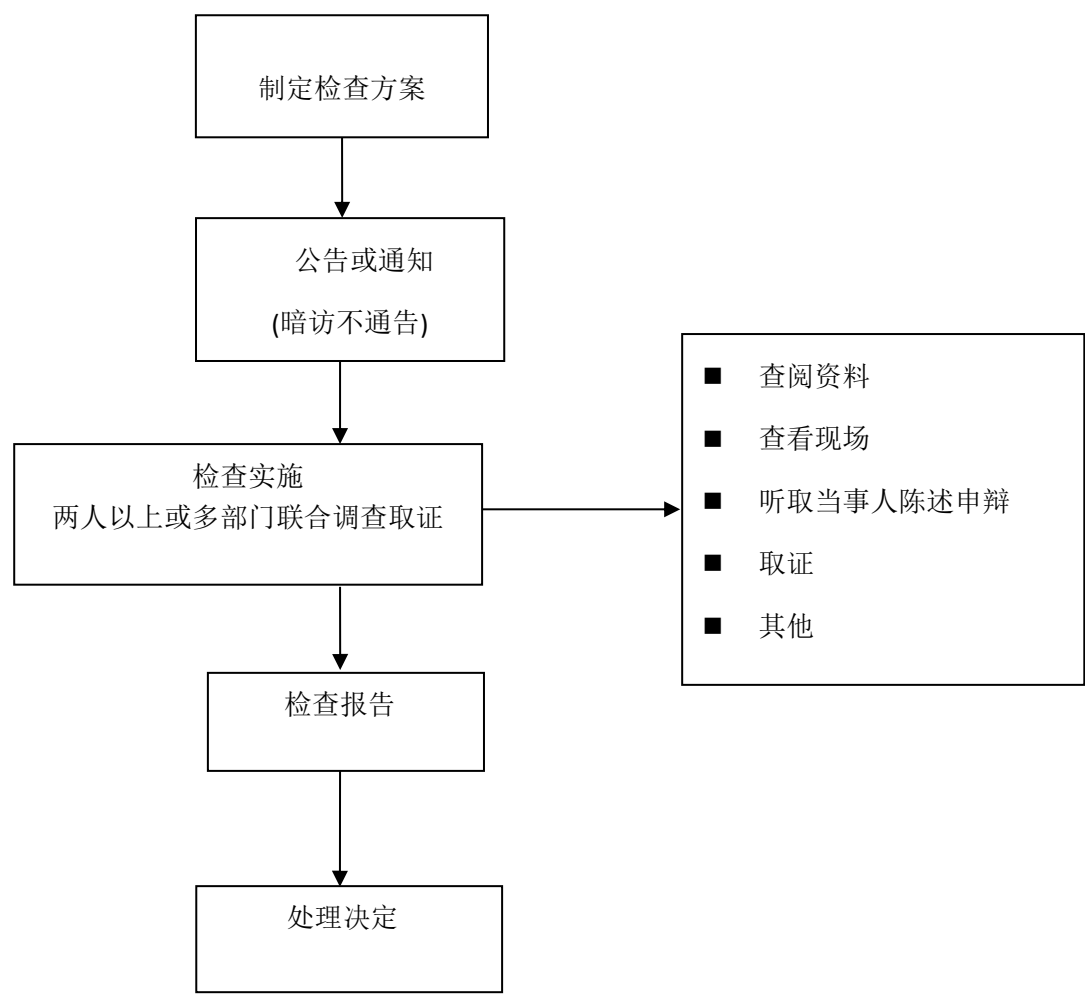 制定检查方案
公告或通知
(暗访不通告)
检查实施
两人以上或多部门联合调查取证
■ 查阅资料
■ 查看现场
■ 听取当事人陈述申辩
■ 取证
■ 其他
检查报告
处理决定